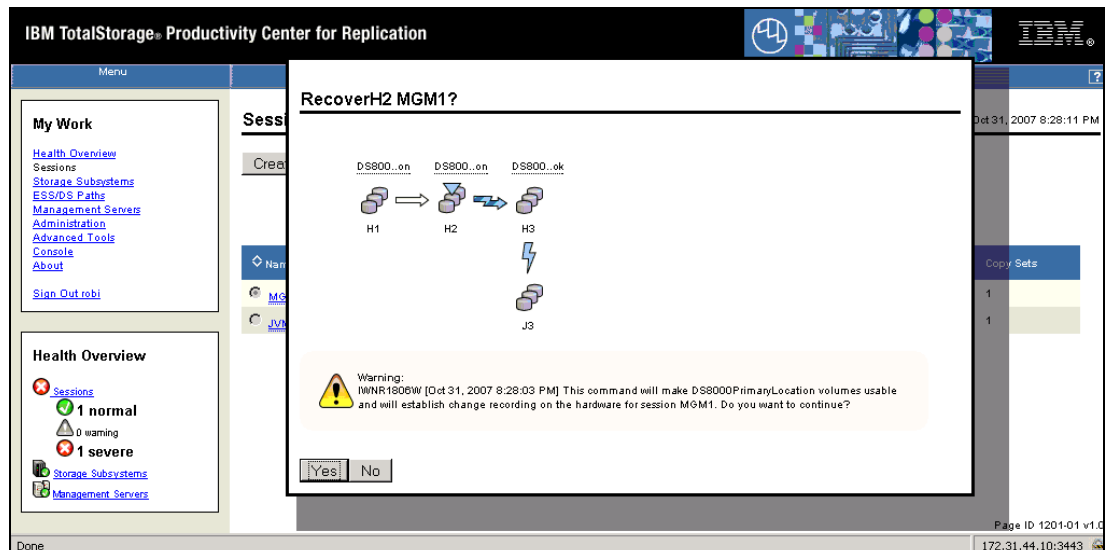 IBM TotalStorage® Productivity Center for Replication
IBM®
Menu
?
My Work
Health Overview
Sessions
Storage Subsystems
ESS/DS Paths
Management Servers
Administration
Advanced Tools
Console
About
Sign Out robi
Health Overview
Sessions
1 normal
0 warning
1 severe
Storage Subsystems
Management Servers
Sessi
Oct 31, 2007 8:28:11 PM
Crea
Nam
Copy Sets
MG
1
JVM
1
RecoverH2 MGM1?
DS800..on DS800..on DS800..ok
H1 H2 H3
J3
Warning:
IWNR1806W [Oct 31, 2007 8:28:03 PM] This command will make DS8000PrimaryLocation volumes usable
and will establish change recording on the hardware for session MGM1. Do you want to continue?
Yes No
Page ID 1201-01 v1.0
Done
172.31.44.10:3443